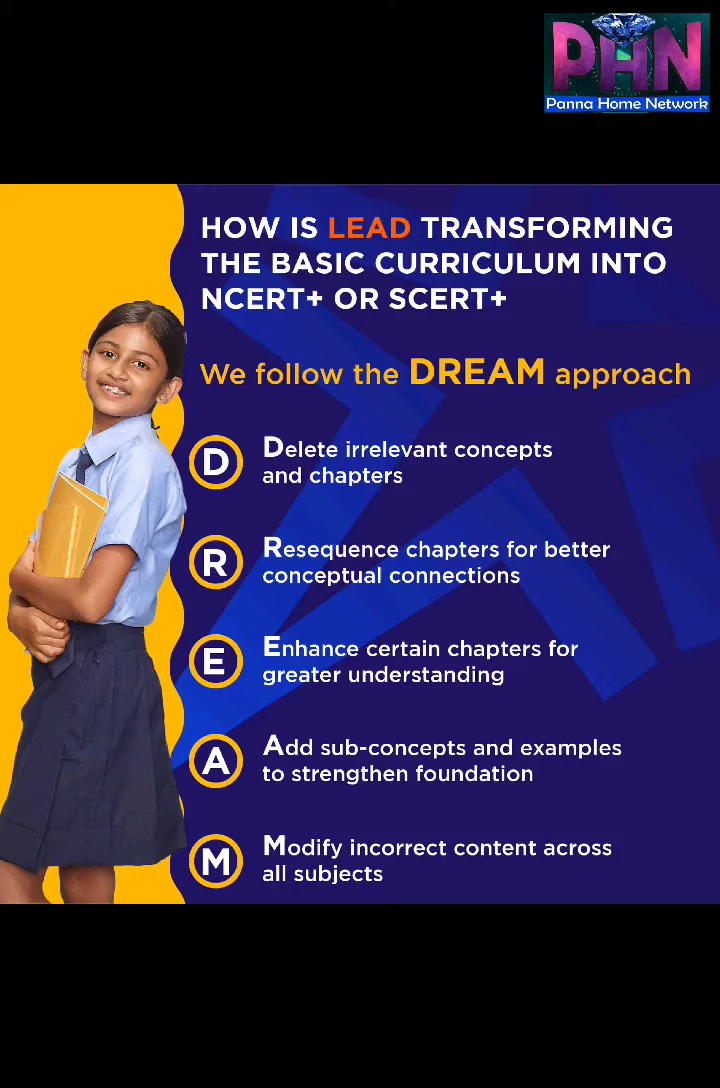 PHN
Panna Home Network
HOW IS LEAD TRANSFORMING
THE BASIC CURRICULUM INTO
NCERT+ OR SCERT+
We follow the DREAM approach
D
Delete irrelevant concepts
and chapters
R
Resequence chapters for better
conceptual connections
E
Enhance certain chapters for
greater understanding
A
Add sub-concepts and examples
to strengthen foundation
M
Modify incorrect content across
all subjects